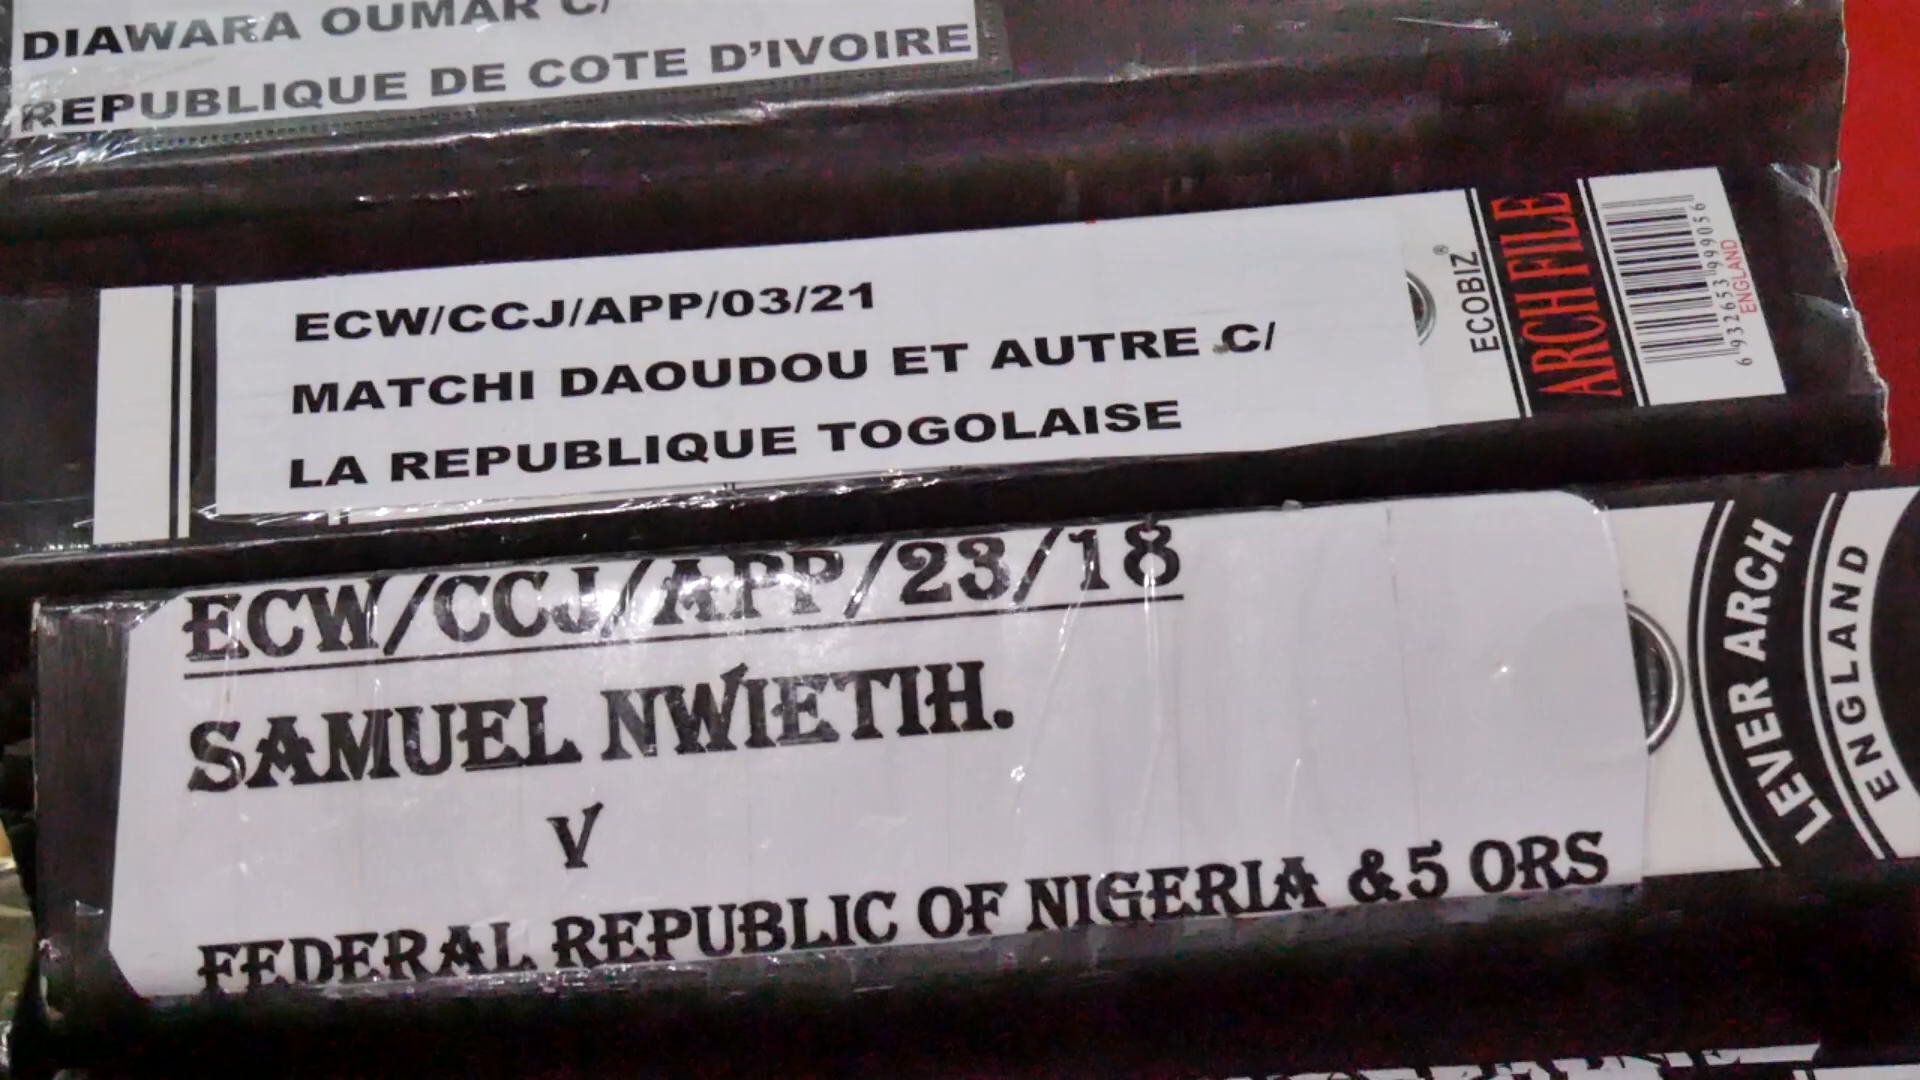 DIAWARA OUMAR C/
REPUBLIQUE DE COTE D'IVOIRE
ECW/CCJ/APP/03/21
MATCHI DAOUDOU ET AUTRE C/
LA REPUBLIQUE TOGOLAISE
ECOBIZ®
ARCH FILE
6932653999056
ENGLAND
ECW/CCJ/APP/23/18
SAMUEL NWIETIH.
V
FEDERAL REPUBLIC OF NIGERIA &5 ORS
LEVER ARCH
ENGLAND